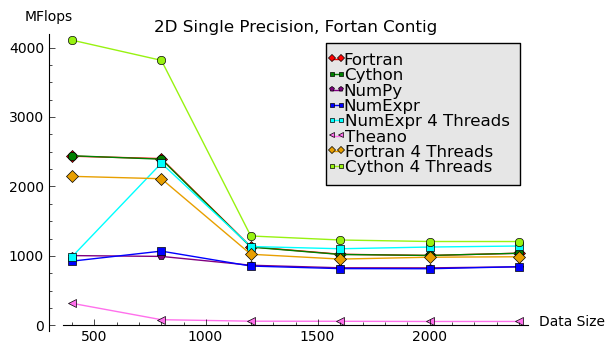 MFlops
2D Single Precision, Fortan Contig
4000
3000
2000
1000
0
Fortran
Cython
NumPy
NumExpr
NumExpr 4 Threads
Theano
Fortran 4 Threads
Cython 4 Threads
500
1000
1500
2000
Data Size